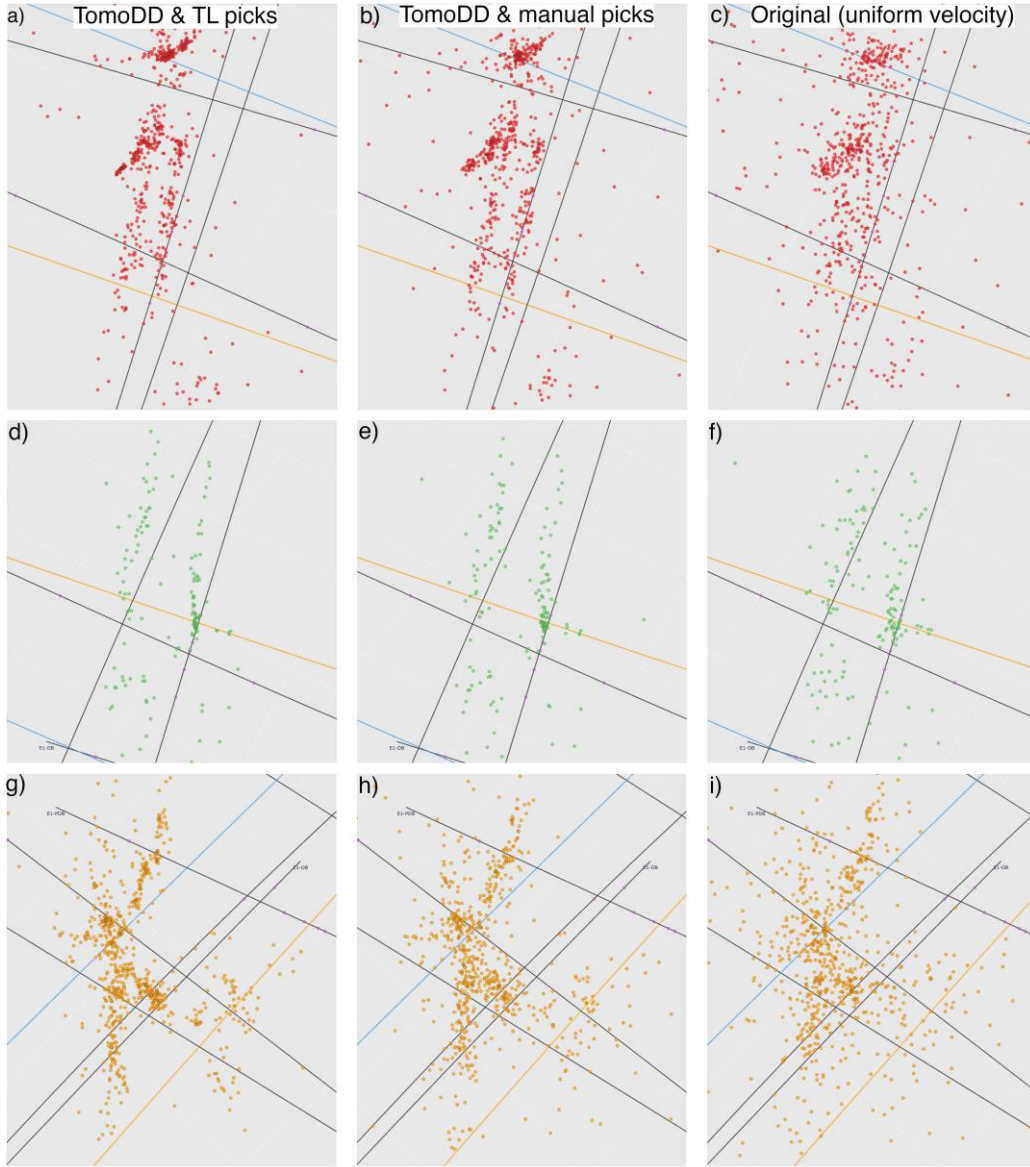 a) TomoDD & TL picks
b) TomoDD & manual picks
c) Original (uniform velocity)
d)
e)
f)
g)
h)
i)